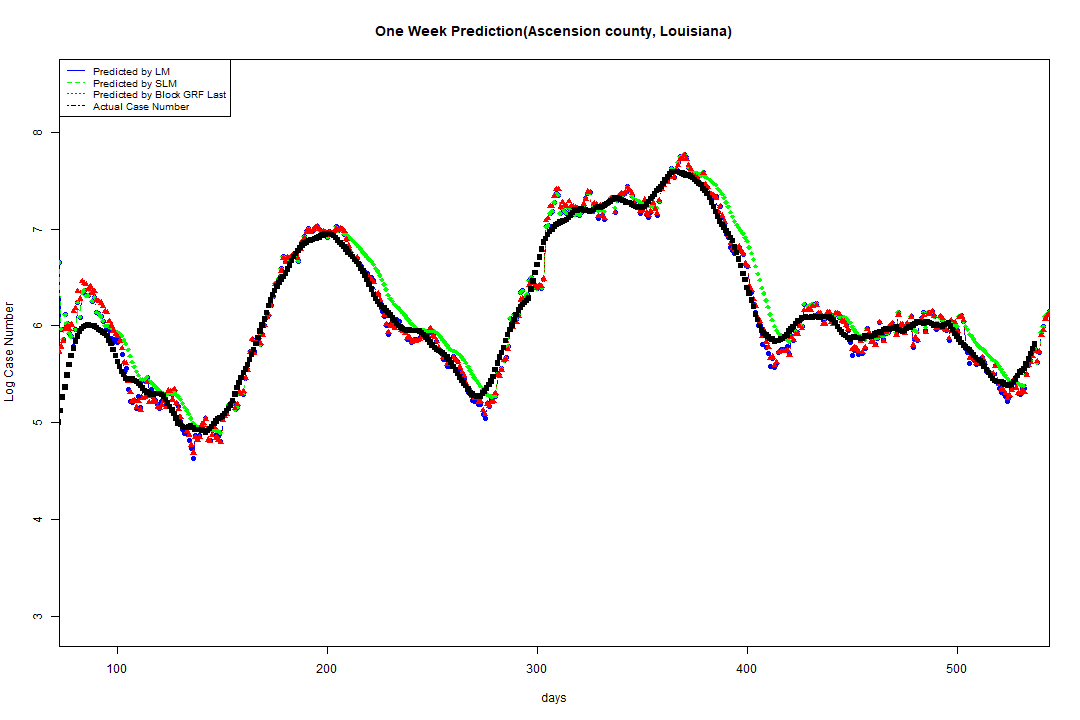 One Week Prediction(Ascension county, Louisiana)
Predicted by LM
Predicted by SLM
Predicted by Block GRF Last
Actual Case Number
8
7
6
5
4
3
Log Case Number
100
200
300
400
500
days